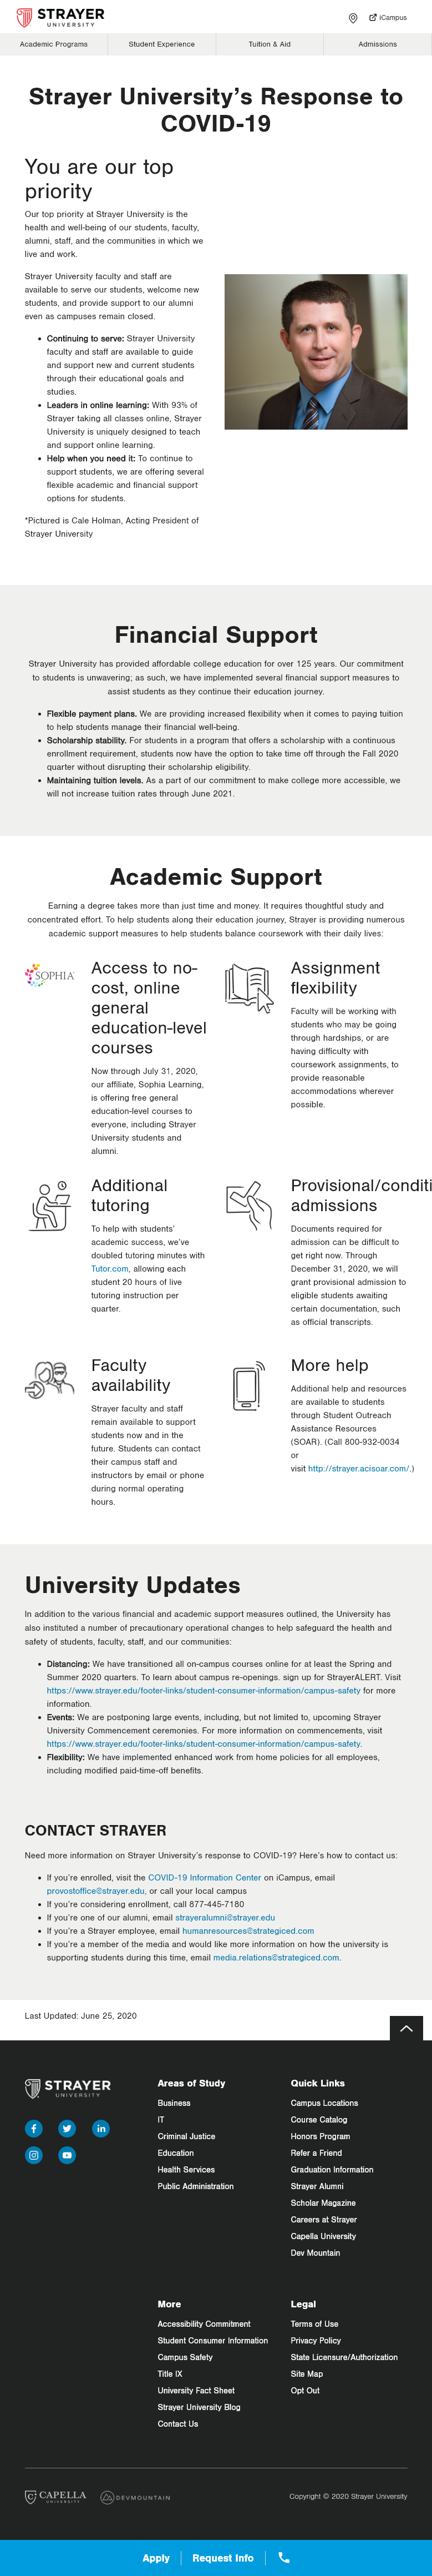 STRAYER
UNIVERSITY
iCampus
Academic Programs
Student Experience
Tuition & Aid
Admissions
Strayer University's Response to
COVID-19
You are our top
priority
Our top priority at Strayer University is the
health and well-being of our students, faculty,
alumni, staff, and the communities in which we
live and work.
Strayer University faculty and staff are
available to serve our students, welcome new
students, and provide support to our alumni
even as campuses remain closed.
• Continuing to serve: Strayer University
faculty and staff are available to guide
and support new and current students
through their educational goals and
studies.
• Leaders in online learning: With 93% of
Strayer taking all classes online, Strayer
University is uniquely designed to teach
and support online learning.
• Help when you need it: To continue to
support students, we are offering several
flexible academic and financial support
options for students.
*Pictured is Cale Holman, Acting President of
Strayer University
Financial Support
Strayer University has provided affordable college education for over 125 years. Our commitment
to students is unwavering; as such, we have implemented several financial support measures to
assist students as they continue their education journey.
• Flexible payment plans. We are providing increased flexibility when it comes to paying tuition
to help students manage their financial well-being.
• Scholarship stability. For students in a program that offers a scholarship with a continuous
enrollment requirement, students now have the option to take time off through the Fall 2020
quarter without disrupting their scholarship eligibility.
• Maintaining tuition levels. As a part of our commitment to make college more accessible, we
will not increase tuition rates through June 2021.
Academic Support
Earning a degree takes more than just time and money. It requires thoughtful study and
concentrated effort. To help students along their education journey, Strayer is providing numerous
academic support measures to help students balance coursework with their daily lives:
SOPHIA
Access to no-
cost, online
general
education-level
courses
Now through July 31, 2020,
our affiliate, Sophia Learning,
is offering free general
education-level courses to
everyone, including Strayer
University students and
alumni.
Assignment
flexibility
Faculty will be working with
students who may be going
through hardships, or are
having difficulty with
coursework assignments, to
provide reasonable
accommodations wherever
possible.
Additional
tutoring
To help with students'
academic success, we've
doubled tutoring minutes with
Tutor.com, allowing each
student 20 hours of live
tutoring instruction per
quarter.
Provisional/conditi
admissions
Documents required for
admission can be difficult to
get right now. Through
December 31, 2020, we will
grant provisional admission to
eligible students awaiting
certain documentation, such
as official transcripts.
Faculty
availability
Strayer faculty and staff
remain available to support
students now and in the
future. Students can contact
their campus staff and
instructors by email or phone
during normal operating
hours.
More help
Additional help and resources
are available to students
through Student Outreach
Assistance Resources
(SOAR). (Call 800-932-0034
or
visit http://strayer.acisoar.com/.)
University Updates
In addition to the various financial and academic support measures outlined, the University has
also instituted a number of precautionary operational changes to help safeguard the health and
safety of students, faculty, staff, and our communities:
• Distancing: We have transitioned all on-campus courses online for at least the Spring and
Summer 2020 quarters. To learn about campus re-openings. sign up for StrayerALERT. Visit
https://www.strayer.edu/footer-links/student-consumer-information/campus-safety for more
information.
• Events: We are postponing large events, including, but not limited to, upcoming Strayer
University Commencement ceremonies. For more information on commencements, visit
https://www.strayer.edu/footer-links/student-consumer-information/campus-safety.
• Flexibility: We have implemented enhanced work from home policies for all employees,
including modified paid-time-off benefits.
CONTACT STRAYER
Need more information on Strayer University's response to COVID-19? Here's how to contact us:
• If you're enrolled, visit the COVID-19 Information Center on iCampus, email
provostoffice@strayer.edu, or call your local campus
• If you're considering enrollment, call 877-445-7180
• If you're one of our alumni, email strayeralumni@strayer.edu
• If you're a Strayer employee, email humanresources@strategiced.com
• If you're a member of the media and would like more information on how the university is
supporting students during this time, email media.relations@strategiced.com.
Last Updated: June 25, 2020
STRAYER
UNIVERSITY
Areas of Study
Business
IT
Criminal Justice
Education
Health Services
Public Administration
Quick Links
Campus Locations
Course Catalog
Honors Program
Refer a Friend
Graduation Information
Strayer Alumni
Scholar Magazine
Careers at Strayer
Capella University
Dev Mountain
More
Accessibility Commitment
Student Consumer Information
Campus Safety
Title IX
University Fact Sheet
Strayer University Blog
Contact Us
Legal
Terms of Use
Privacy Policy
State Licensure/Authorization
Site Map
Opt Out
CAPELLA
UNIVERSITY
DEVMOUNTAIN
Copyright © 2020 Strayer University
Apply
Request Info